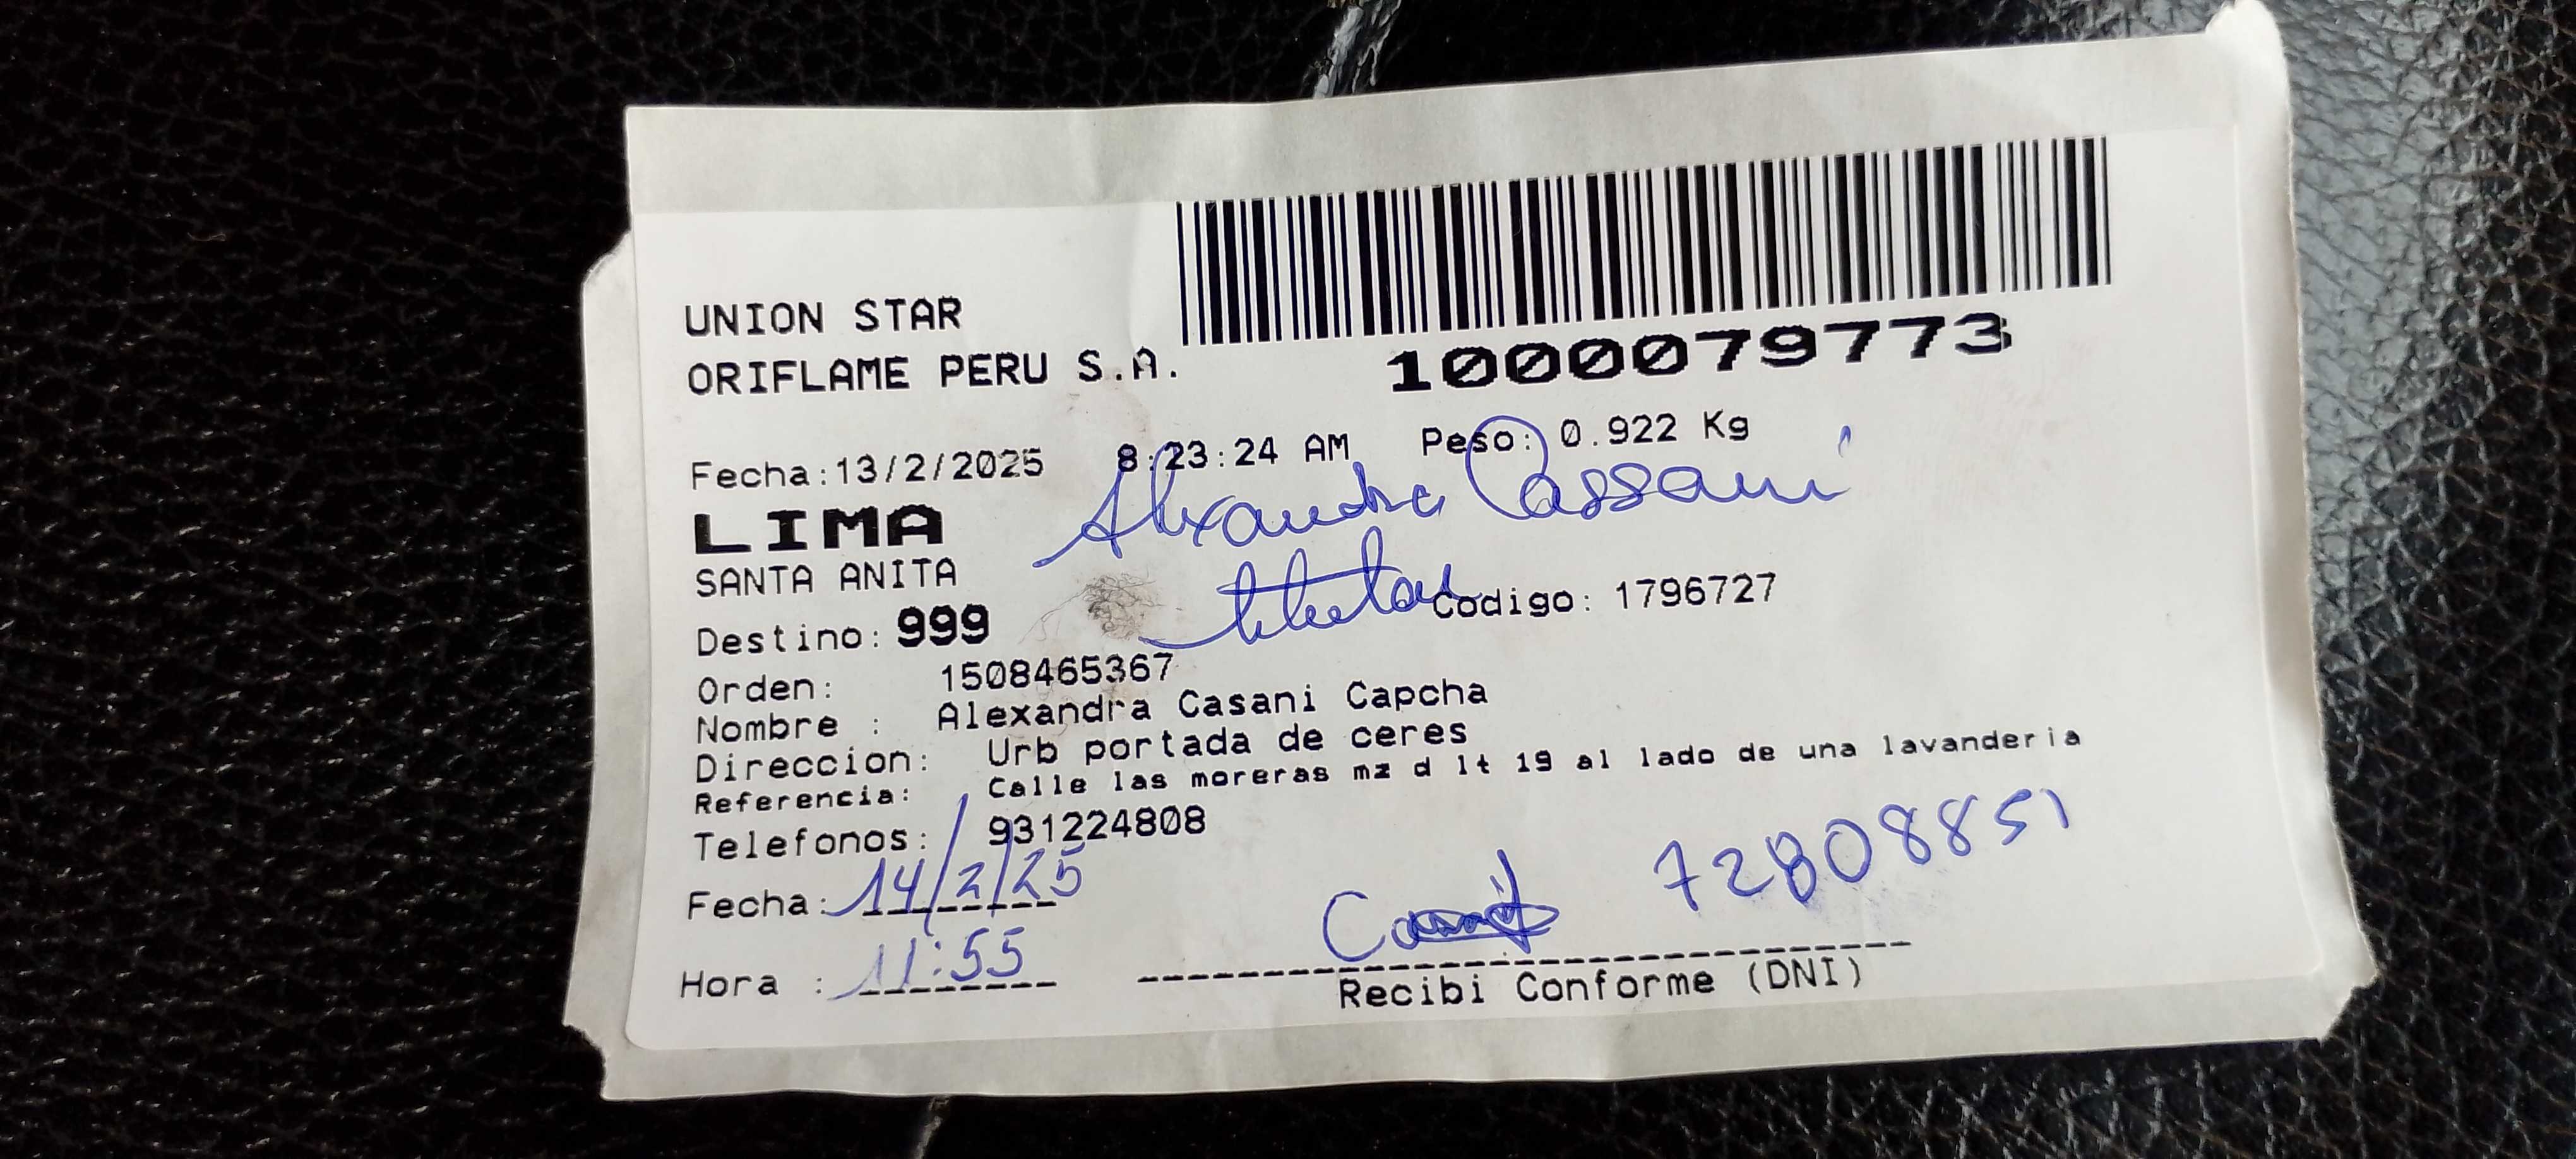 UNION STAR
ORIFLAME PERU S.A.
1000079773
Fecha:13/2/2025 8:23:24 AM Peso: 0.922 Kg
Alexandra Cassani
LIMA
SANTA ANITA
titular
Destino: 999 Codigo: 1796727
Orden: 1508465367
Nombre : Alexandra Casani Capcha
Direccion: Urb portada de ceres
Referencia: Calle las moreras mz d lt 19 al lado de una lavanderia
Telefonos: 931224808
Fecha: 14/2/25
72808851
Hora : 11:55
Recibi Conforme (DNI)